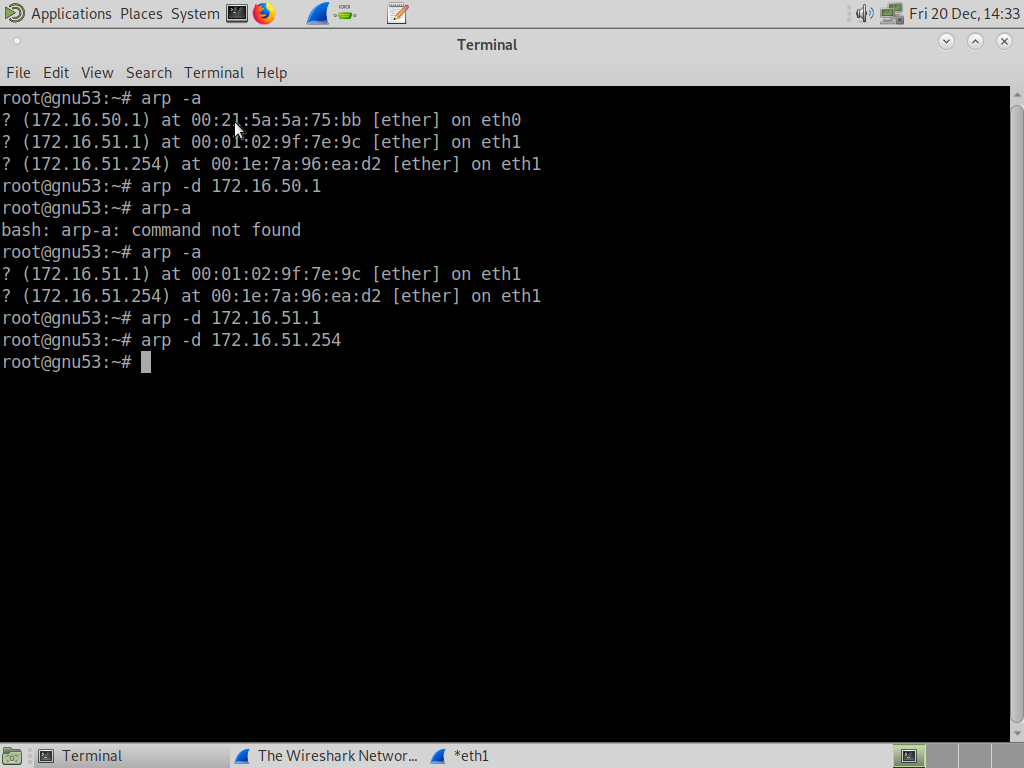 Applications Places System Fri 20 Dec, 14:33
Terminal
File Edit View Search Terminal Help
root@gnu53:~# arp -a
? (172.16.50.1) at 00:21:5a:5a:75:bb [ether] on eth0
? (172.16.51.1) at 00:01:02:9f:7e:9c [ether] on eth1
? (172.16.51.254) at 00:1e:7a:96:ea:d2 [ether] on eth1
root@gnu53:~# arp -d 172.16.50.1
root@gnu53:~# arp-a
bash: arp-a: command not found
root@gnu53:~# arp -a
? (172.16.51.1) at 00:01:02:9f:7e:9c [ether] on eth1
? (172.16.51.254) at 00:1e:7a:96:ea:d2 [ether] on eth1
root@gnu53:~# arp -d 172.16.51.1
root@gnu53:~# arp -d 172.16.51.254
root@gnu53:~#
Terminal The Wireshark Networ... *eth1